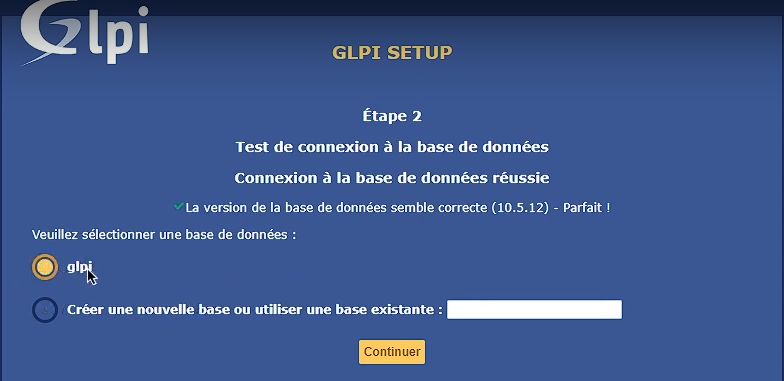 Glpi
GLPI SETUP
Étape 2
Test de connexion à la base de données
Connexion à la base de données réussie
La version de la base de données semble correcte (10.5.12) - Parfait !
Veuillez sélectionner une base de données :
glpi
Créer une nouvelle base ou utiliser une base existante :
Continuer